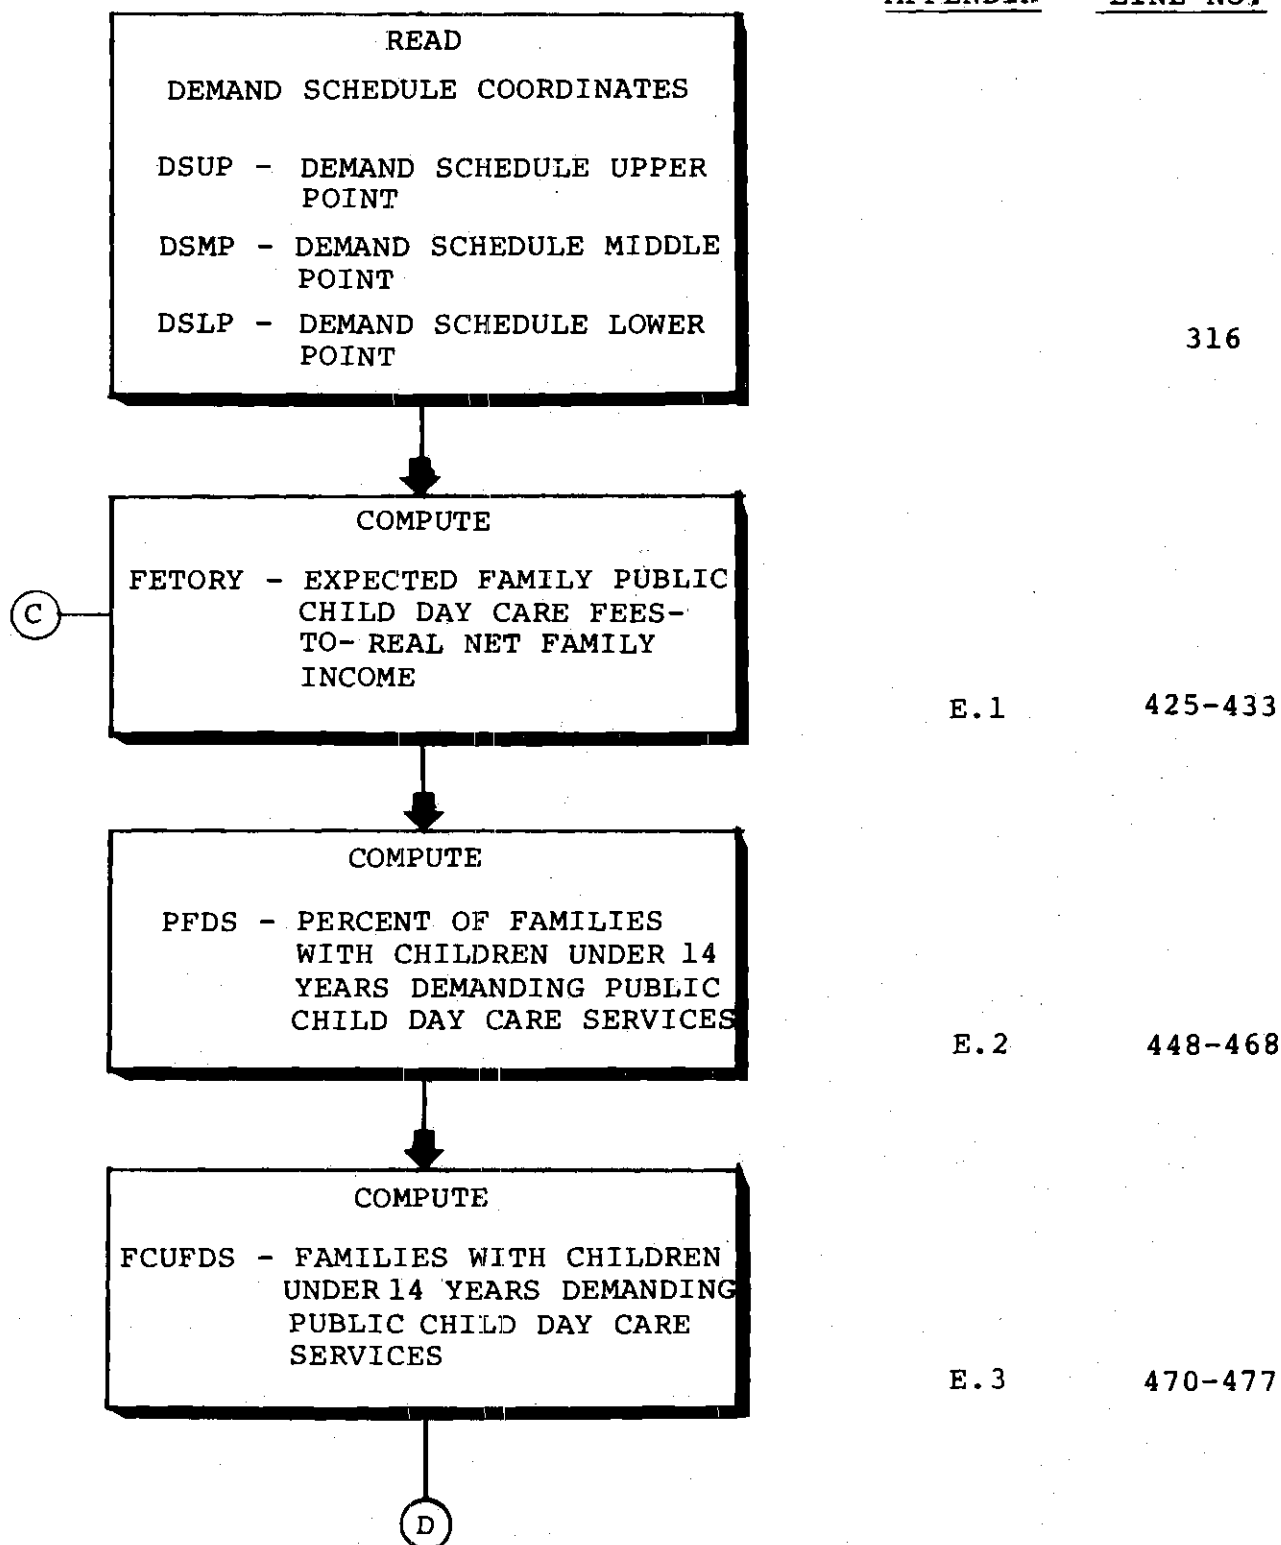 READ
DEMAND SCHEDULE COORDINATES
DSUP - DEMAND SCHEDULE UPPER
POINT
DSMP - DEMAND SCHEDULE MIDDLE
POINT
DSLP - DEMAND SCHEDULE LOWER
POINT
316
COMPUTE
FETORY - EXPECTED FAMILY PUBLIC
CHILD DAY CARE FEES-
TO- REAL NET FAMILY
INCOME
C
E.1 425-433
COMPUTE
PFDS - PERCENT OF FAMILIES
WITH CHILDREN UNDER 14
YEARS DEMANDING PUBLIC
CHILD DAY CARE SERVICES
E.2 448-468
COMPUTE
FCUFDS - FAMILIES WITH CHILDREN
UNDER 14 YEARS DEMANDING
PUBLIC CHILD DAY CARE
SERVICES
E.3 470-477
D